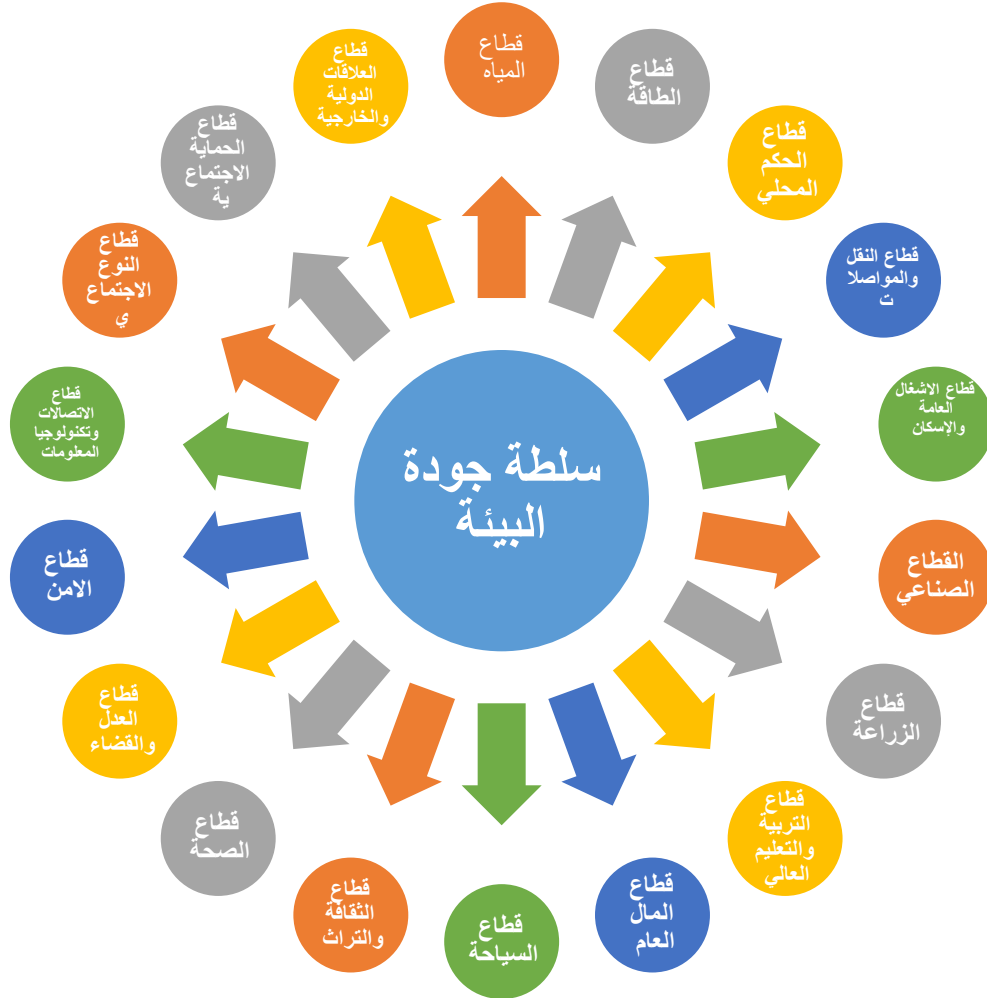 سلطة جودة
البيئة
قطاع
المياه
قطاع
الطاقة
قطاع
الحكم
المحلي
قطاع النقل
والمواصلا
ت
قطاع الاشغال
العامة
والإسكان
القطاع
الصناعي
قطاع
الزراعة
قطاع
التربية
والتعليم
العالي
قطاع
المال
العام
قطاع
السياحة
قطاع
الثقافة
والتراث
قطاع
الصحة
قطاع
العدل
والقضاء
قطاع
الامن
قطاع
الاتصالات
وتكنولوجيا
المعلومات
قطاع
النوع
الاجتماع
ي
قطاع
الحماية
الاجتماع
ية
قطاع
العلاقات
الدولية
والخارجية